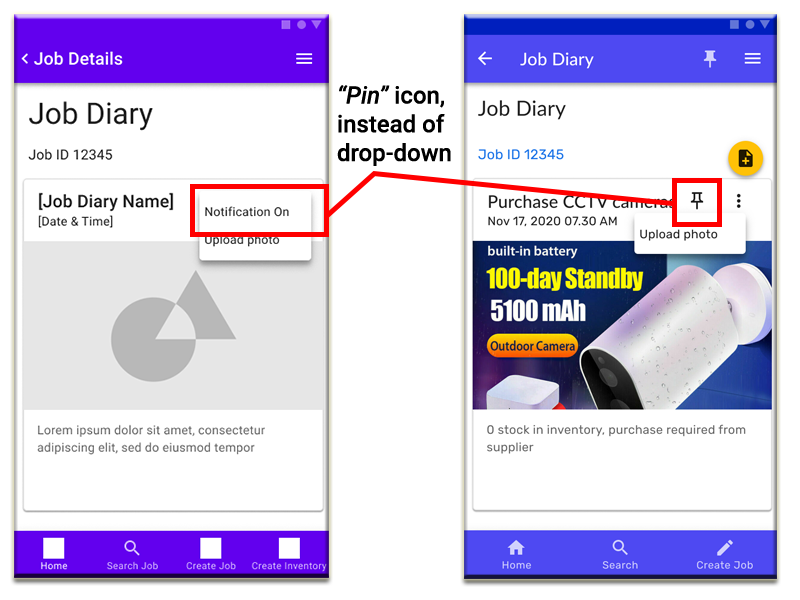 Job Details
Job Diary
Job ID 12345
[Job Diary Name]
[Date & Time]
Notification On
Upload photo
Lorem ipsum dolor sit amet, consectetur
adipiscing elit, sed do eiusmod tempor
Home
Search Job
Create Job
Create Inventory
“Pin” icon,
instead of
drop-down
Job Diary
Job Diary
Job ID 12345
Purchase CCTV cameras
Nov 17, 2020 07.30 AM
Upload photo
built-in battery
100-day Standby
5100 mAh
Outdoor Camera
0 stock in inventory, purchase required from
supplier
Home
Search
Create Job